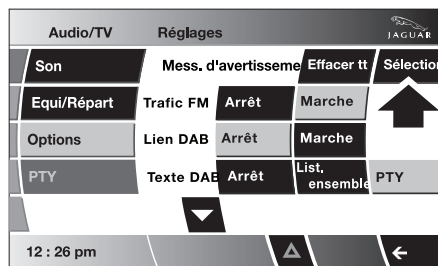 Audio/TV Réglages JAGUAR
Son Mess. d'avertisseme Effacer tt Sélection
Equi/Répart Trafic FM Arrêt Marche
Options Lien DAB Arrêt Marche
PTY Texte DAB Arrêt List. ensemble PTY
12 : 26 pm